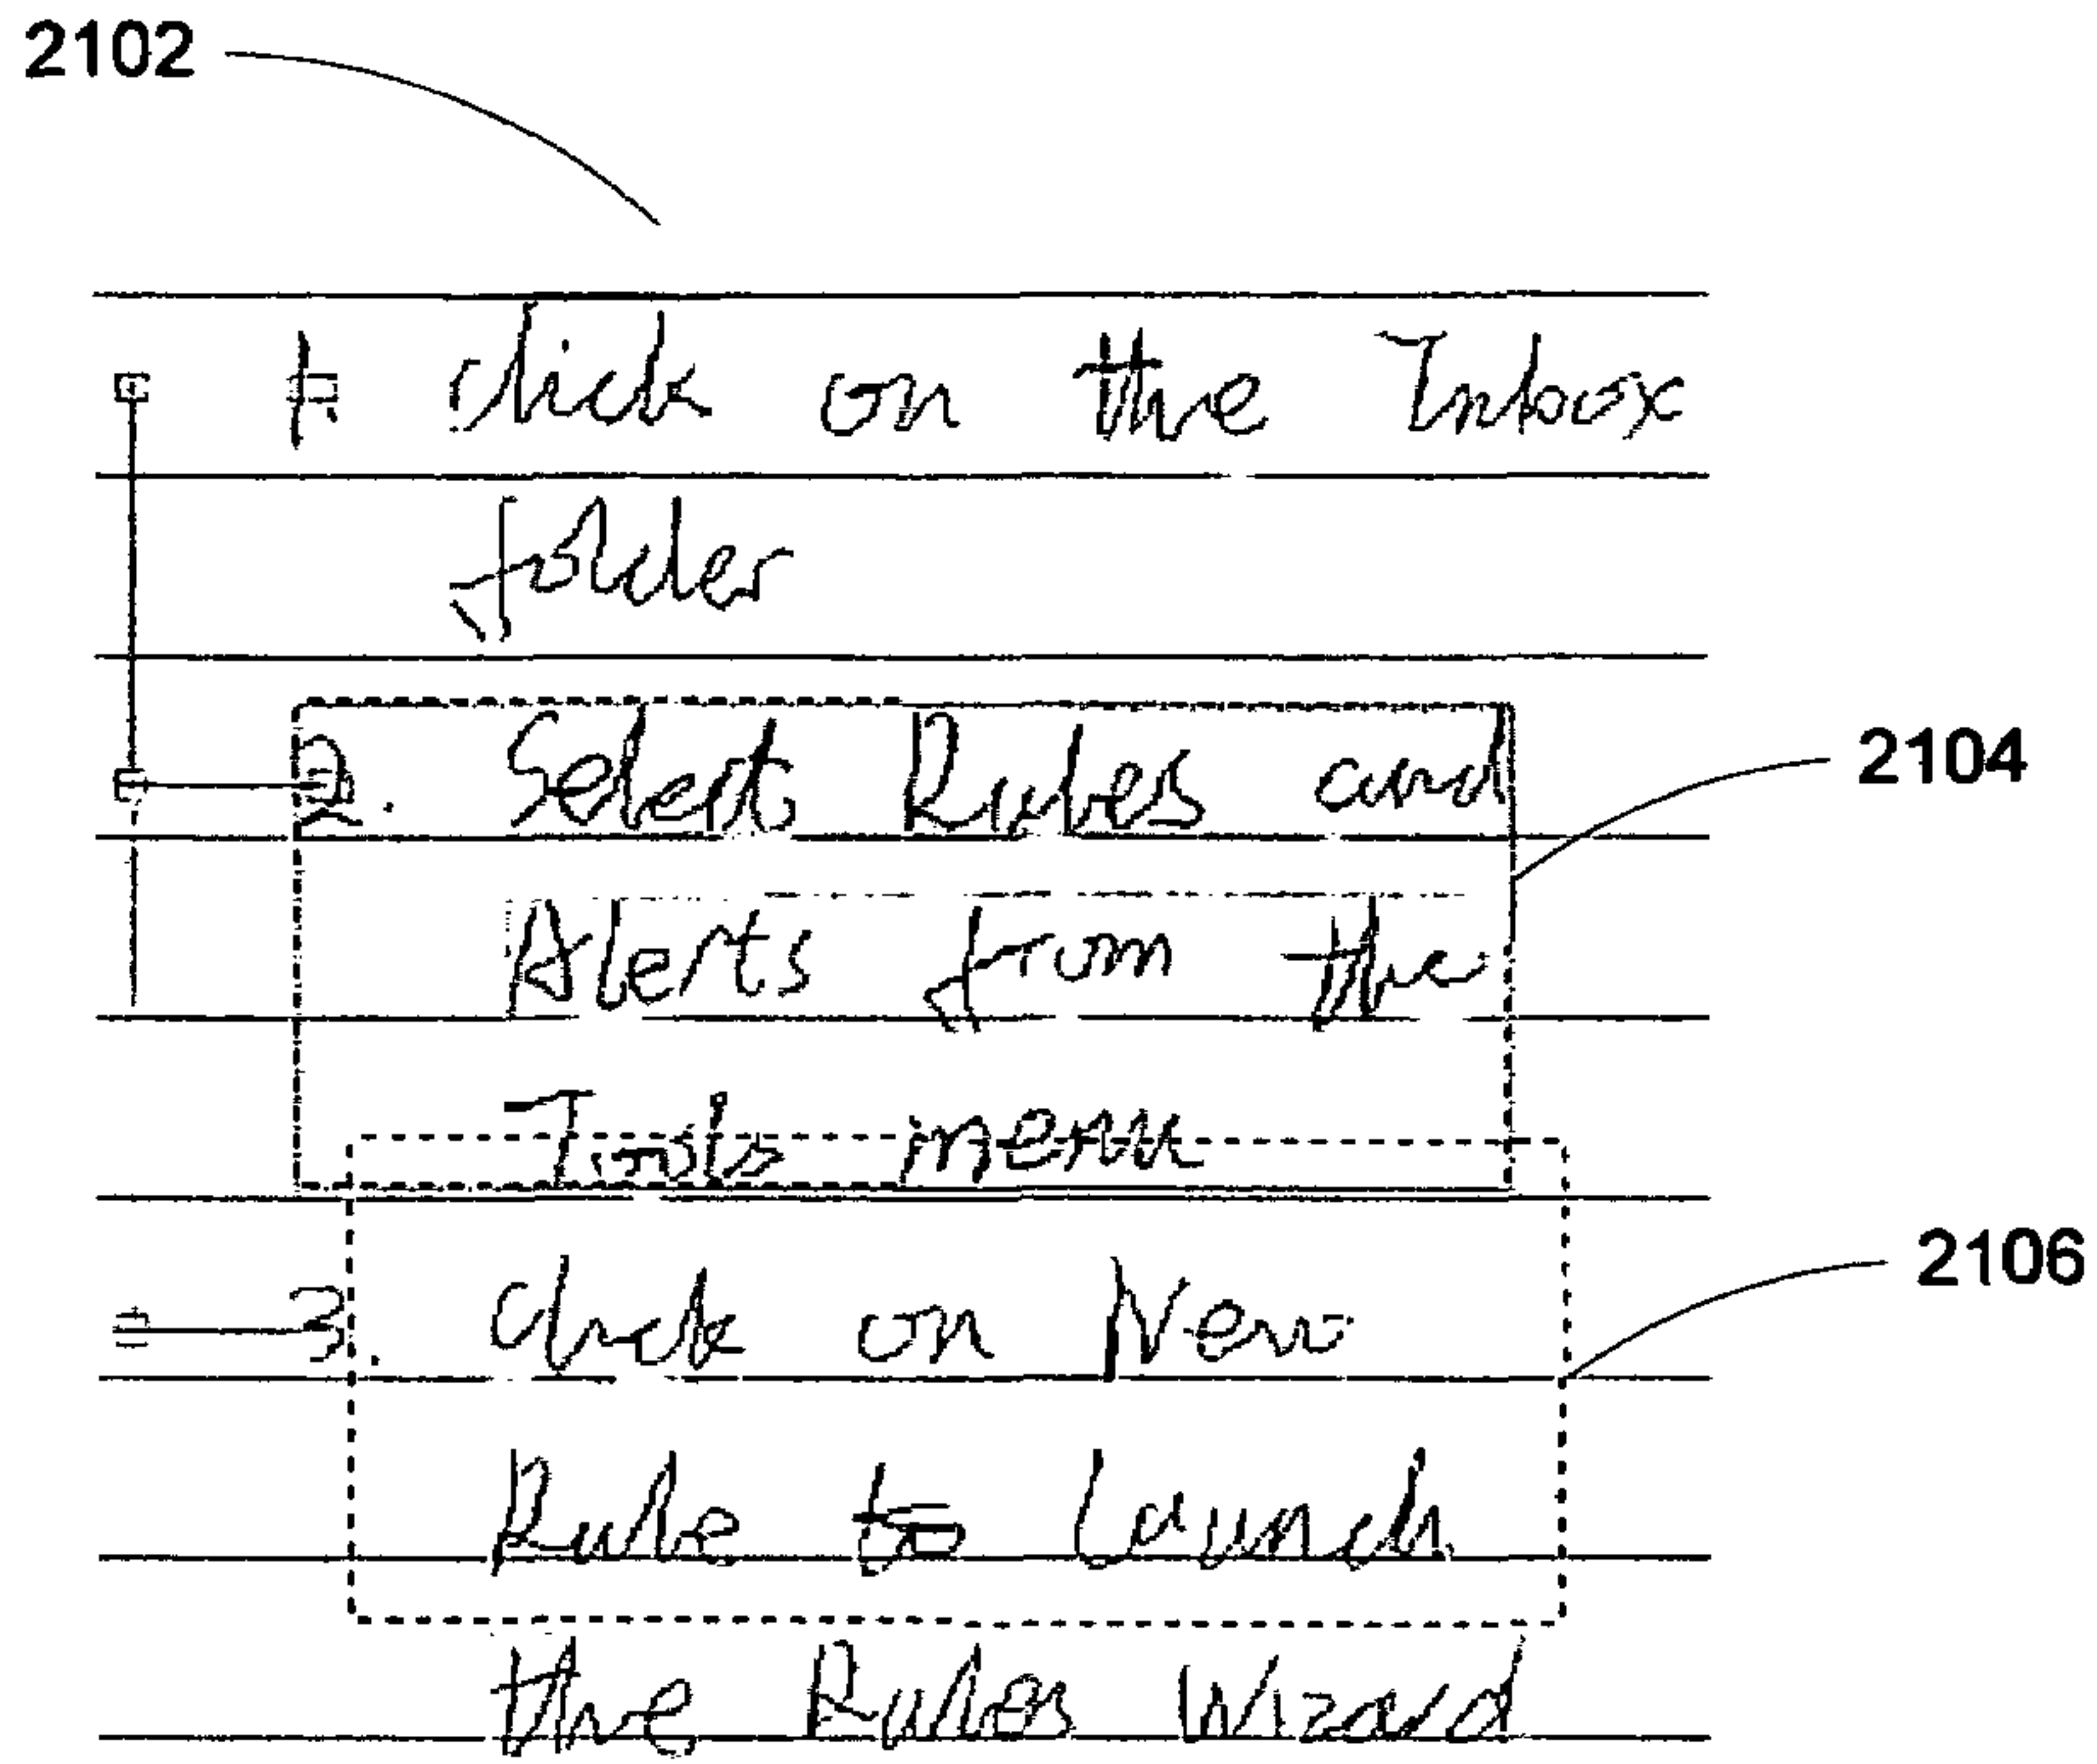 2102
1. click on the Inbox
folder
2. Select Rules and
2104
Alerts from the
Tools menu
2106
3. Click on New
Rule to Launch
the Rules Wizard